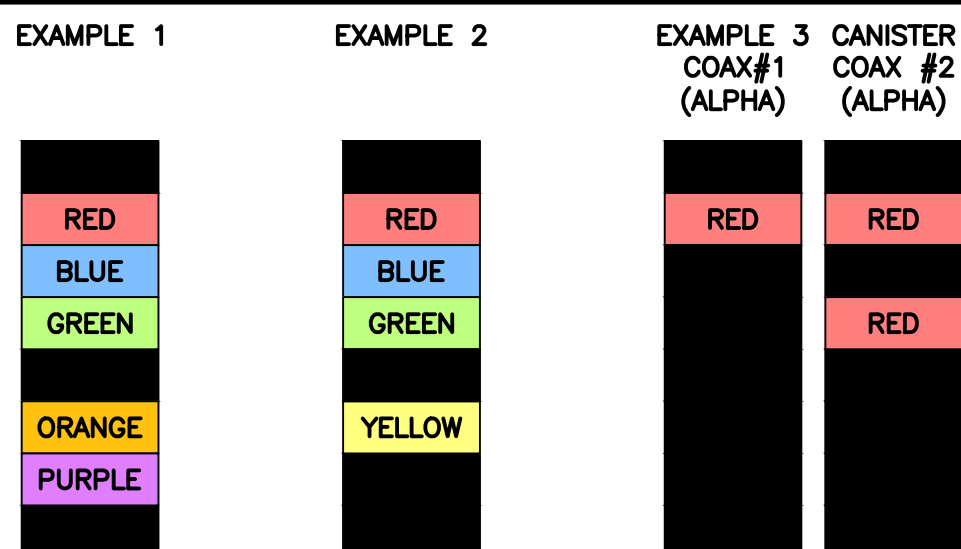 EXAMPLE 1
RED
BLUE
GREEN
ORANGE
PURPLE
EXAMPLE 2
RED
BLUE
GREEN
YELLOW
EXAMPLE 3
COAX#1
(ALPHA)
RED
CANISTER
COAX #2
(ALPHA)
RED
RED